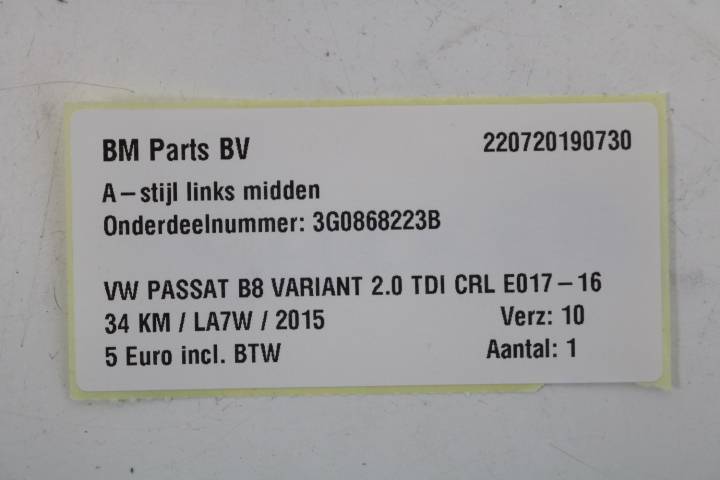 BM Parts BV 220720190730
A-stijl links midden
Onderdeelnummer: 3G0868223B
VW PASSAT B8 VARIANT 2.0 TDI CRL E017-16
34 KM / LA7W / 2015 Verz: 10
5 Euro incl. BTW Aantal: 1